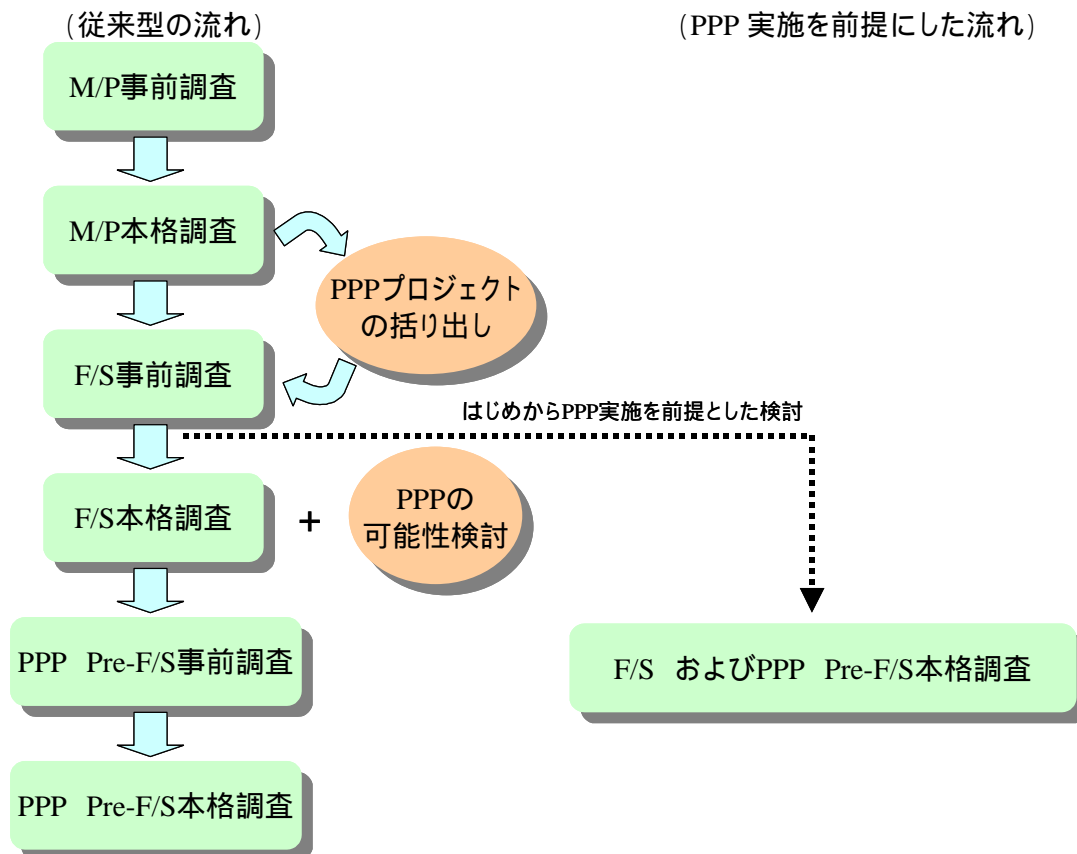 (従来型の流れ)
(PPP 実施を前提にした流れ)
M/P事前調査
M/P本格調査
PPPプロジェクト
の括り出し
F/S事前調査
はじめからPPP実施を前提とした検討
F/S本格調査
+
PPPの
可能性検討
PPP Pre-F/S事前調査
F/S およびPPP Pre-F/S本格調査
PPP Pre-F/S本格調査